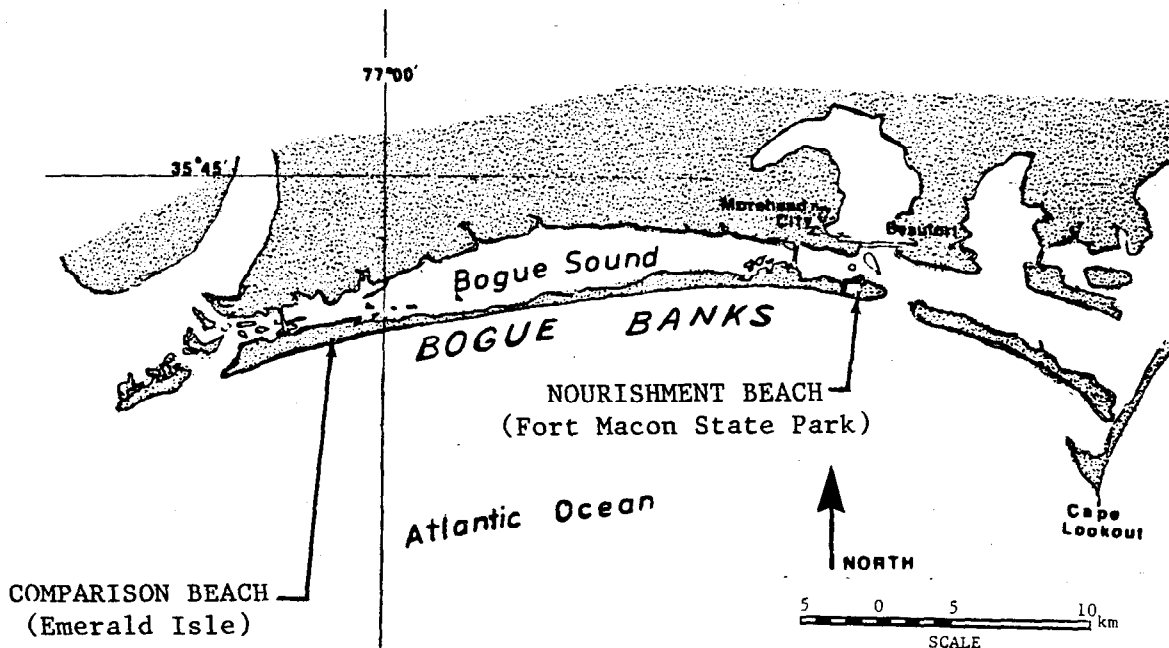 77°00'
35°45'
Morehead
City
Beaufort
Bogue Sound
BOGUE BANKS
NOURISHMENT BEACH
(Fort Macon State Park)
Atlantic Ocean
Cape
Lookout
NORTH
COMPARISON BEACH
(Emerald Isle)
5 0 5 10 km
SCALE